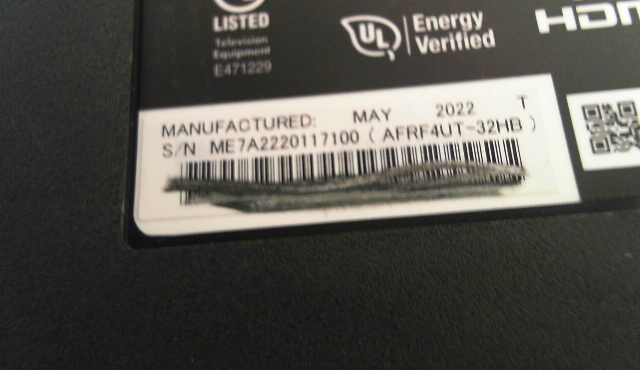 LISTED
Television
Equipment
E471229
UL Energy
Verified
HDMI
MANUFACTURED: MAY 2022 T
S/N ME7A2220117100 (AFRF4UT-32HB)